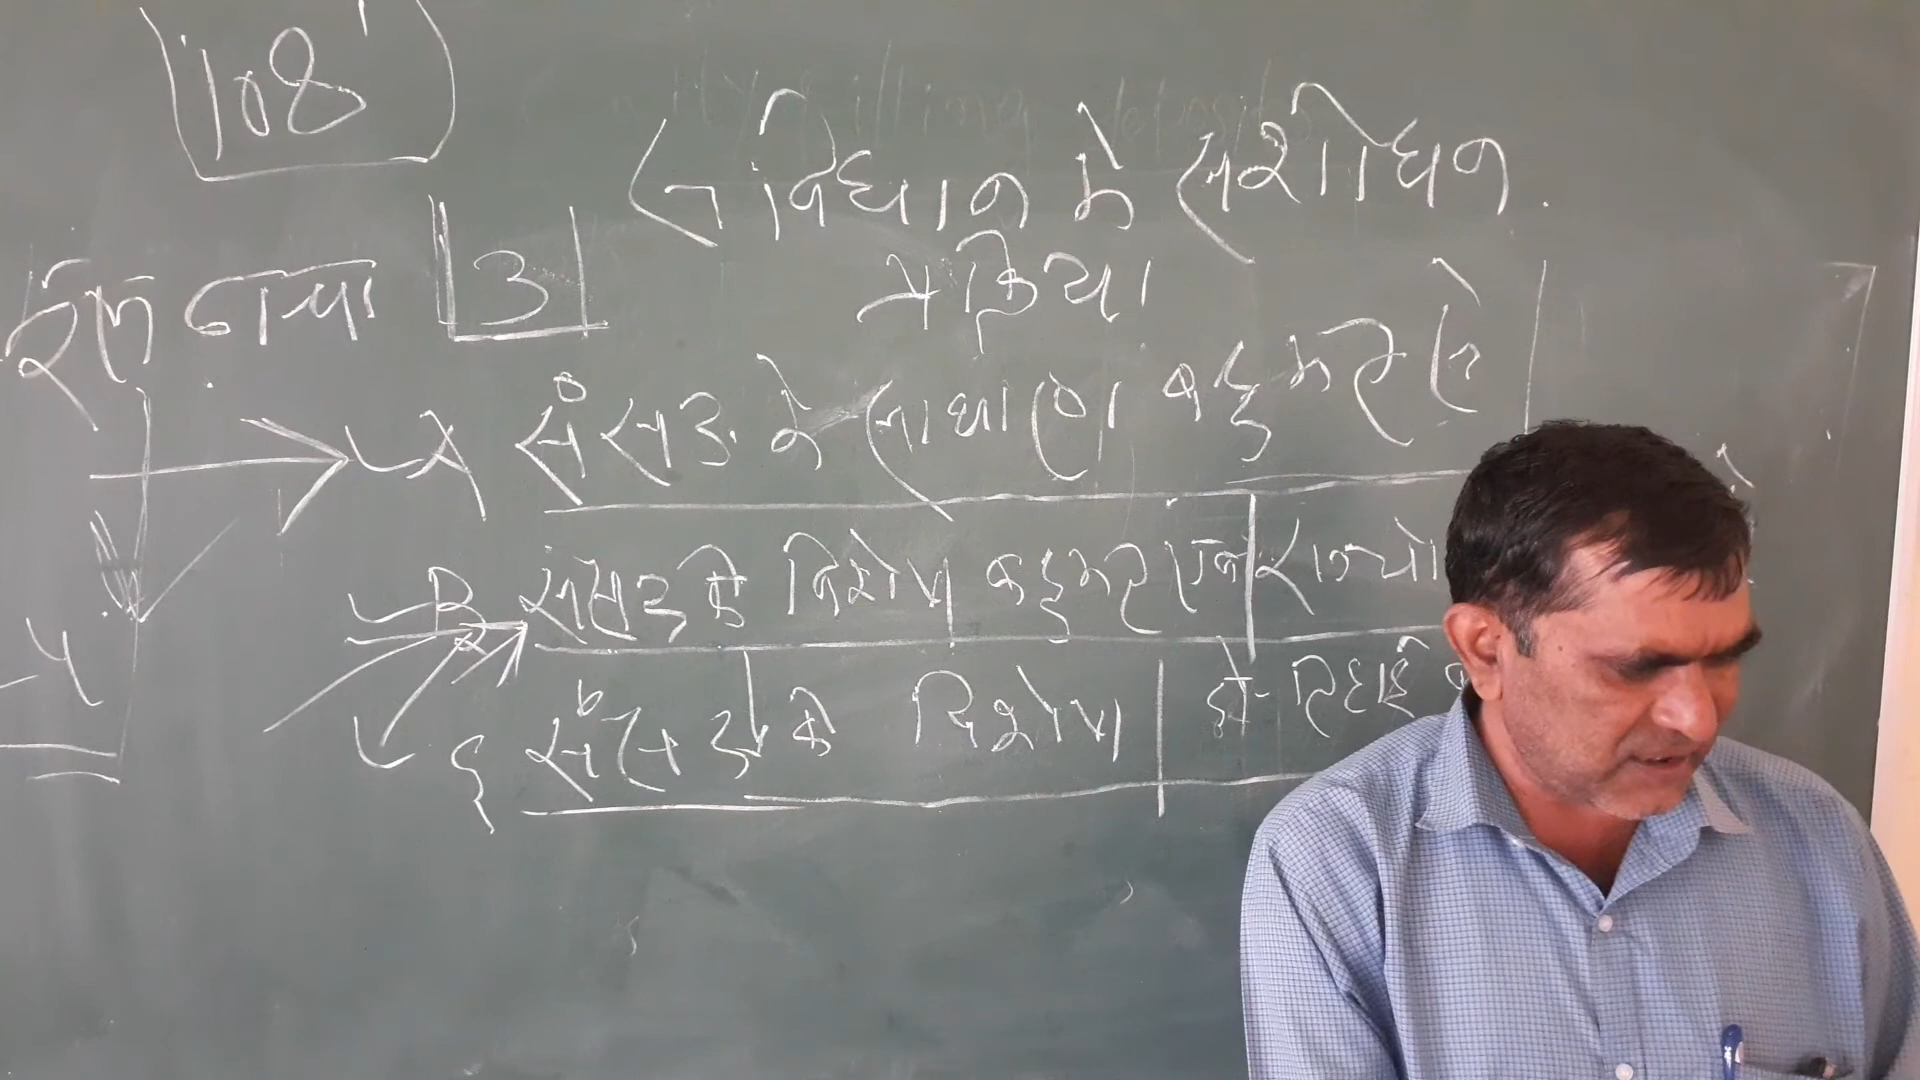 108
संविधान मे संशोधन
3 प्रक्रिया
A संसद के साधारण बहुमत से
B संसद के विशेष बहुमत एवं राज्यो
संसद के विशेष दो तिहाई